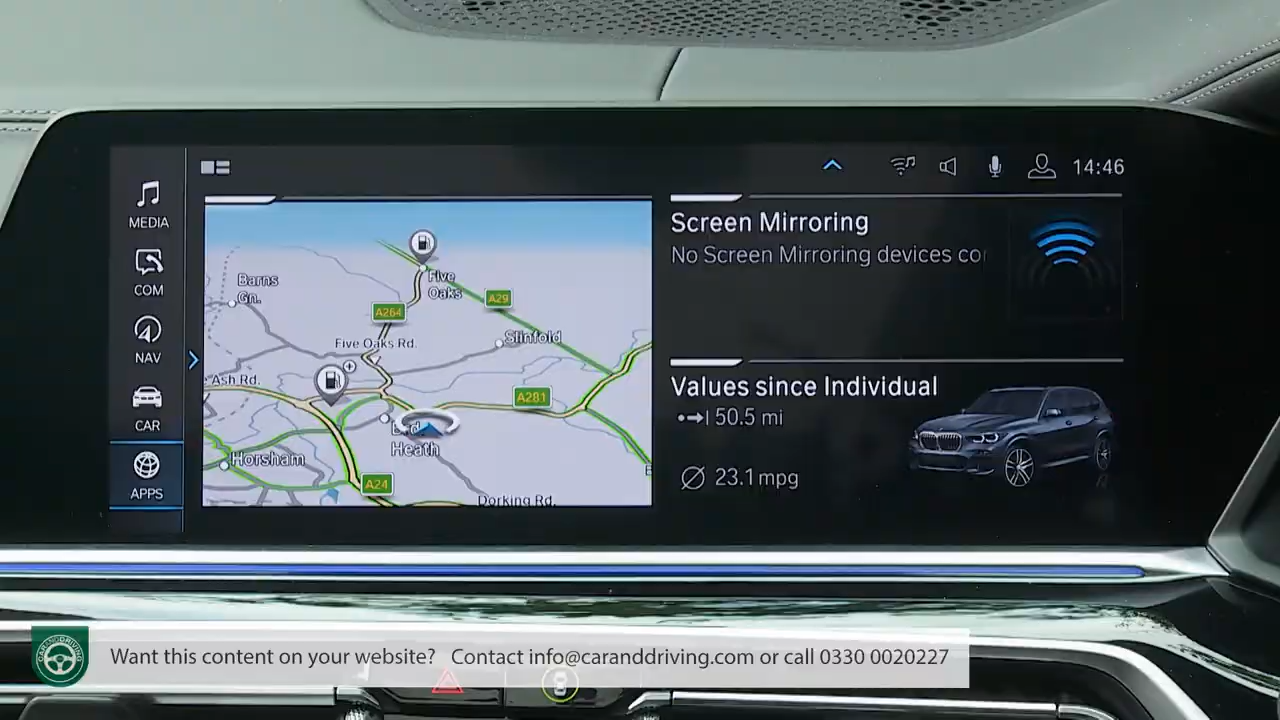 14:46
MEDIA
COM
NAV
CAR
APPS
Five
Oaks
Barns
Gn.
A264
A29
Five Oaks Rd.
Slinfold
Ash Rd.
A281
Heath
Horsham
A24
Dorking Rd.
Screen Mirroring
No Screen Mirroring devices co
Values since Individual
50.5 mi
23.1 mpg
CARANDDRIVING
Want this content on your website? Contact info@caranddriving.com or call 0330 0020227